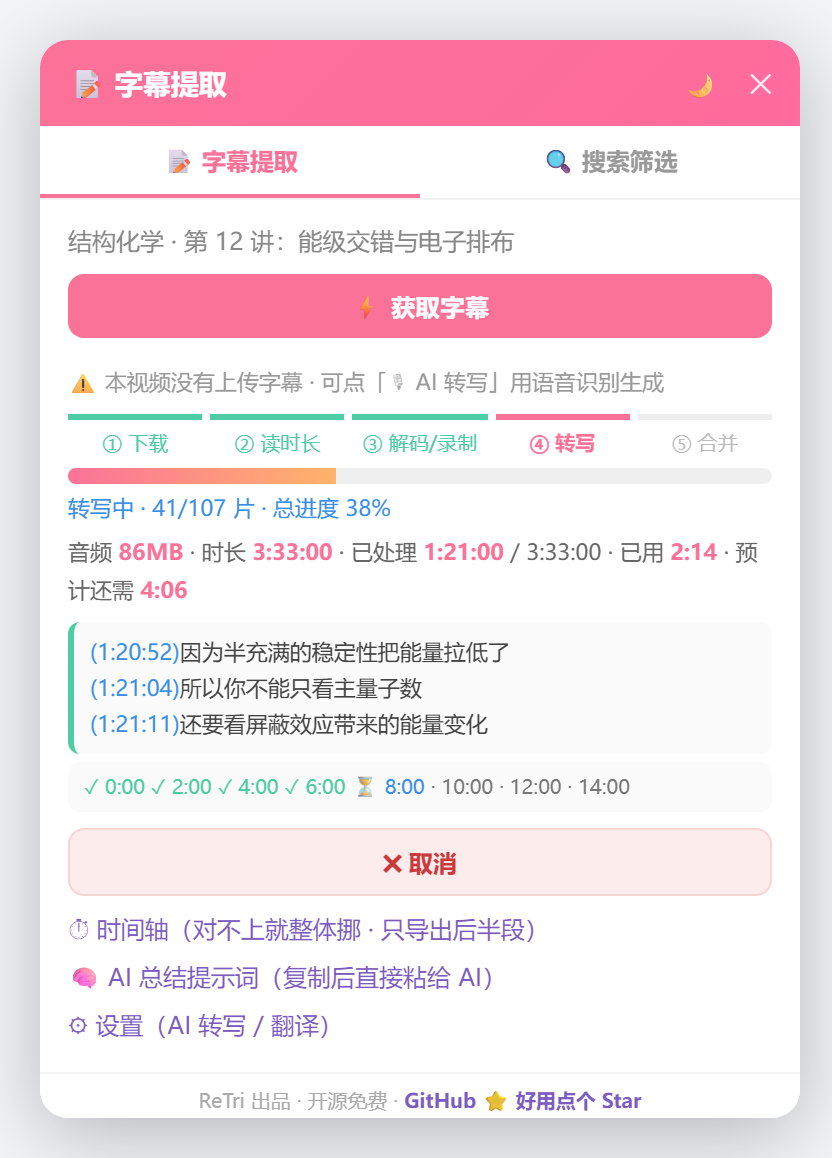 📝 字幕提取 🌙 ×
📝 字幕提取 🔍 搜索筛选
结构化学 · 第 12 讲：能级交错与电子排布
⚡ 获取字幕
⚠️ 本视频没有上传字幕 · 可点「🎙 AI 转写」用语音识别生成
① 下载 ② 读时长 ③ 解码/录制 ④ 转写 ⑤ 合并
转写中 · 41/107 片 · 总进度 38%
音频 86MB · 时长 3:33:00 · 已处理 1:21:00 / 3:33:00 · 已用 2:14 · 预
计还需 4:06
(1:20:52)因为半充满的稳定性把能量拉低了
(1:21:04)所以你不能只看主量子数
(1:21:11)还要看屏蔽效应带来的能量变化
✓ 0:00 ✓ 2:00 ✓ 4:00 ✓ 6:00 ⏳ 8:00 · 10:00 · 12:00 · 14:00
❌ 取消
⏱ 时间轴（对不上就整体挪 · 只导出后半段）
🧠 AI 总结提示词（复制后直接粘给 AI）
⚙ 设置（AI 转写 / 翻译）
ReTri 出品 · 开源免费 · GitHub ⭐ 好用点个 Star